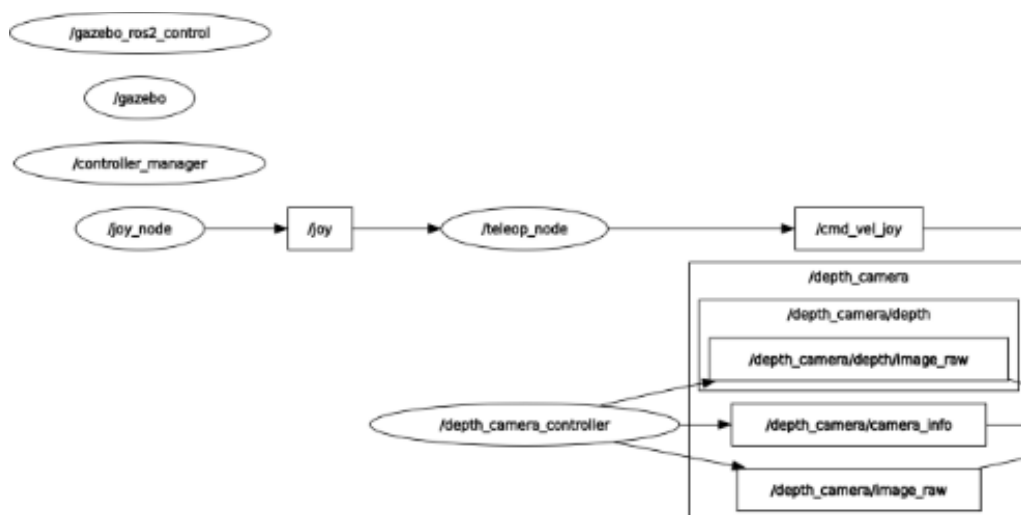 /gazebo_ros2_control
/gazebo
/controller_manager
/joy_node
/joy
/teleop_node
/cmd_vel_joy
/depth_camera
/depth_camera/depth
/depth_camera/depth/image_raw
/depth_camera_controller
/depth_camera/camera_info
/depth_camera/image_raw